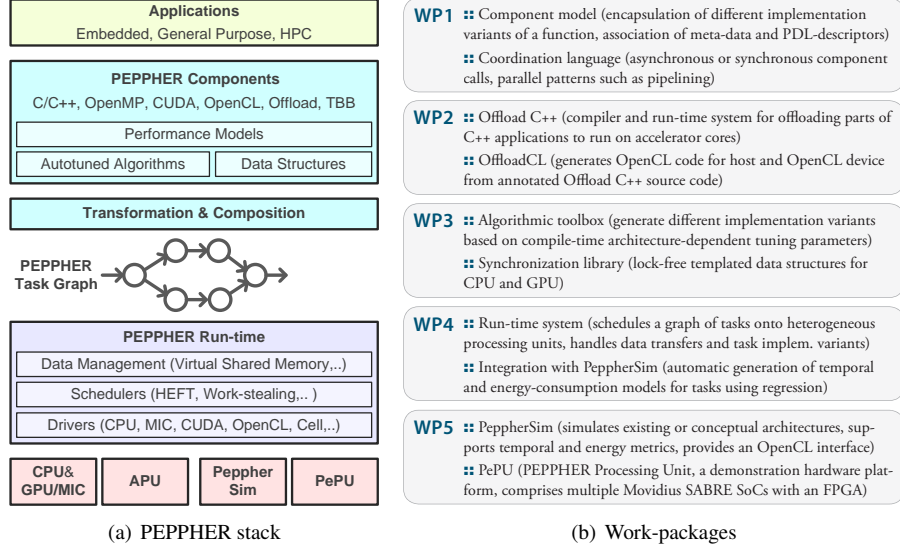 Applications
Embedded, General Purpose, HPC
PEPPHER Components
C/C++, OpenMP, CUDA, OpenCL, Offload, TBB
Performance Models
Autotuned Algorithms
Data Structures
Transformation & Composition
PEPPHER
Task Graph
PEPPHER Run-time
Data Management (Virtual Shared Memory,..)
Schedulers (HEFT, Work-stealing,.. )
Drivers (CPU, MIC, CUDA, OpenCL, Cell,..)
CPU&
GPU/MIC
APU
Peppher
Sim
PePU
(a) PEPPHER stack
WP1 :: Component model (encapsulation of different implementation
variants of a function, association of meta-data and PDL-descriptors)
:: Coordination language (asynchronous or synchronous component
calls, parallel patterns such as pipelining)
WP2 :: Offload C++ (compiler and run-time system for offloading parts of
C++ applications to run on accelerator cores)
:: OffloadCL (generates OpenCL code for host and OpenCL device
from annotated Offload C++ source code)
WP3 :: Algorithmic toolbox (generate different implementation variants
based on compile-time architecture-dependent tuning parameters)
:: Synchronization library (lock-free templated data structures for
CPU and GPU)
WP4 :: Run-time system (schedules a graph of tasks onto heterogeneous
processing units, handles data transfers and task implem. variants)
:: Integration with PeppherSim (automatic generation of temporal
and energy-consumption models for tasks using regression)
WP5 :: PeppherSim (simulates existing or conceptual architectures, sup-
ports temporal and energy metrics, provides an OpenCL interface)
:: PePU (PEPPHER Processing Unit, a demonstration hardware plat-
form, comprises multiple Movidius SABRE SoCs with an FPGA)
(b) Work-packages